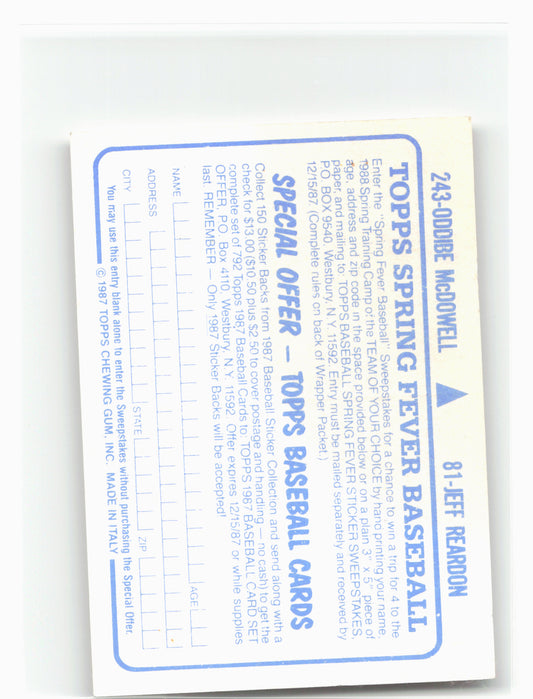 243-ODDIBE McDOWELL 81-JEFF REARDON
TOPPS SPRING FEVER BASEBALL
Enter the "Spring Fever Baseball" Sweepstakes for a chance to win a trip for 4 to the
1988 Spring Training Camp of the TEAM OF YOUR CHOICE by hand printing your name,
age, address and zip code in the space provided below or on a plain 3" x 5" piece of
paper, and mailing to: TOPPS BASEBALL SPRING FEVER STICKER SWEEPSTAKES,
P.O. BOX 9540, Westbury, N.Y. 11592. Entry must be mailed separately and received by
12/15/87. (Complete rules on back of Wrapper Packet.)
SPECIAL OFFER — TOPPS BASEBALL CARDS
Collect 150 Sticker Backs from 1987 Baseball Sticker Collection and send along with a
check for $13.00 ($10.50 plus $2.50 to cover postage and handling — no cash) to get the
complete set of 792 Topps 1987 Baseball Cards to: TOPPS 1987 BASEBALL CARD SET
OFFER, P.O. Box 4110, Westbury, N.Y. 11592. Offer expires 12/15/87 or while supplies
last. REMEMBER — Only 1987 Sticker Backs will be accepted!
NAME AGE
ADDRESS
CITY STATE ZIP
You may use this entry blank alone to enter the Sweepstakes without purchasing the Special Offer.
© 1987 TOPPS CHEWING GUM, INC. MADE IN ITALY